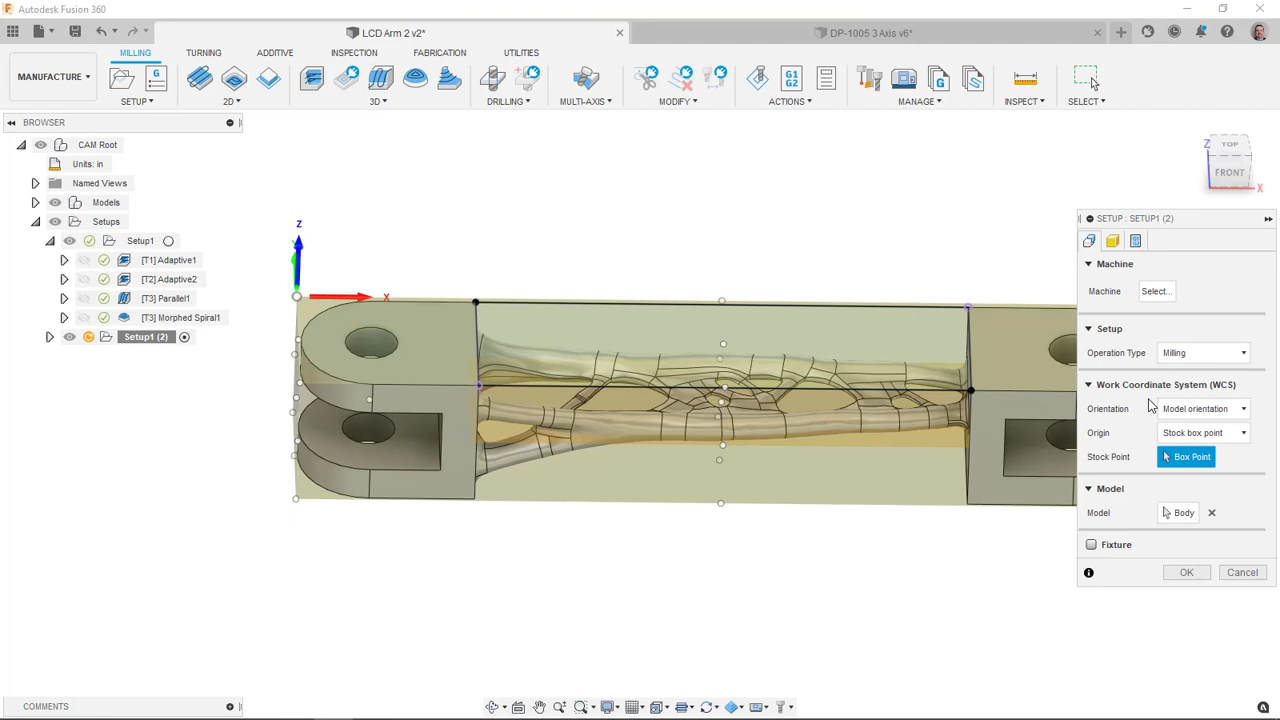 Autodesk Fusion 360
LCD Arm 2 v2*
DP-1005 3 Axis v6*
MILLING TURNING ADDITIVE INSPECTION FABRICATION UTILITIES
MANUFACTURE
G1
G2
SETUP 2D 3D DRILLING MULTI-AXIS MODIFY ACTIONS MANAGE INSPECT SELECT
BROWSER
CAM Root
Units: in
Named Views
Models
Setups
Setup1
[T1] Adaptive1
[T2] Adaptive2
[T3] Parallel1
[T3] Morphed Spiral1
Setup1 (2)
Z
X
Z
TOP
FRONT
X
SETUP : SETUP1 (2)
Machine
Machine Select...
Setup
Operation Type Milling
Work Coordinate System (WCS)
Orientation Model orientation
Origin Stock box point
Stock Point Box Point
Model
Model Body
Fixture
OK Cancel
COMMENTS